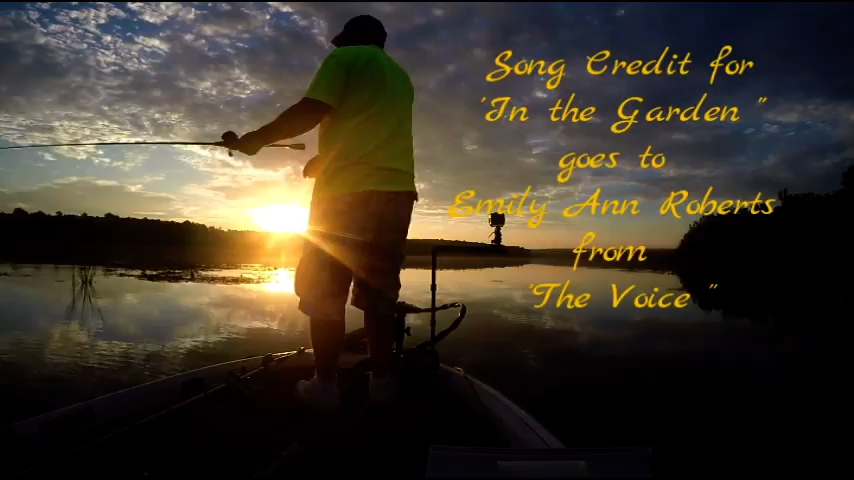 Song Credit for
'In the Garden "
goes to
Emily Ann Roberts
from
'The Voice "